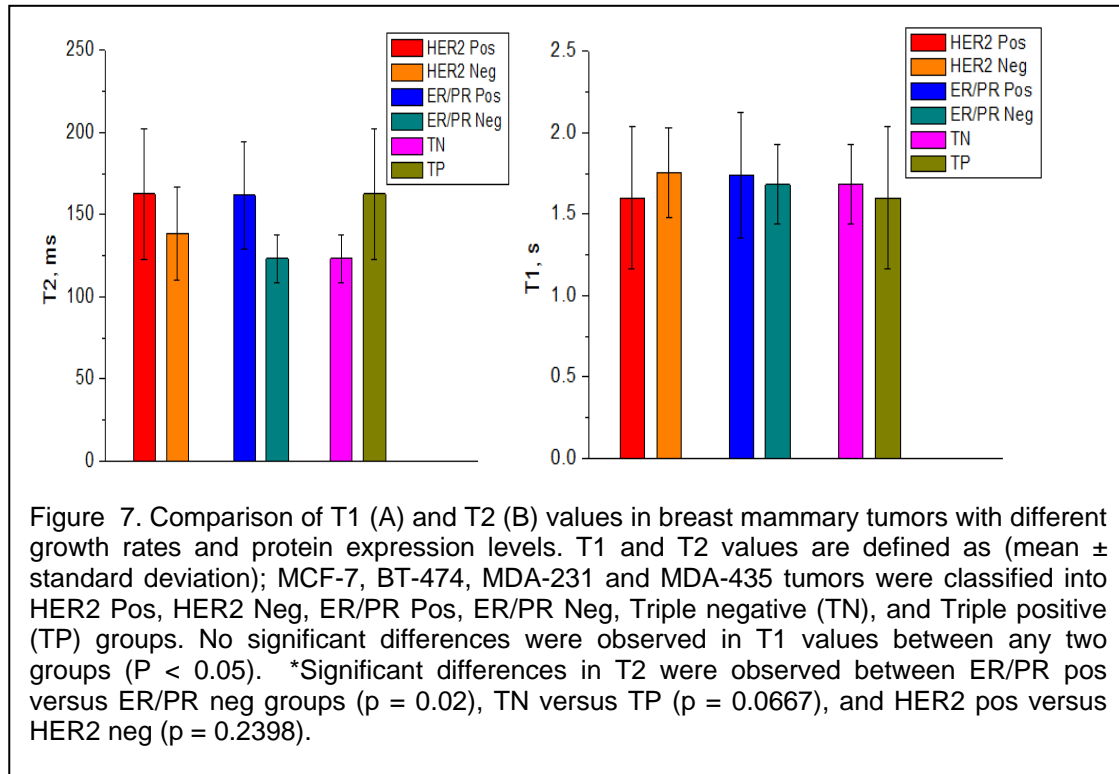 250
200
150
100
50
0
T2, ms
HER2 Pos
HER2 Neg
ER/PR Pos
ER/PR Neg
TN
TP
2.5
2.0
1.5
1.0
0.5
0.0
T1, s
HER2 Pos
HER2 Neg
ER/PR Pos
ER/PR Neg
TN
TP
Figure 7. Comparison of T1 (A) and T2 (B) values in breast mammary tumors with different
growth rates and protein expression levels. T1 and T2 values are defined as (mean ±
standard deviation); MCF-7, BT-474, MDA-231 and MDA-435 tumors were classified into
HER2 Pos, HER2 Neg, ER/PR Pos, ER/PR Neg, Triple negative (TN), and Triple positive
(TP) groups. No significant differences were observed in T1 values between any two
groups (P < 0.05). *Significant differences in T2 were observed between ER/PR pos
versus ER/PR neg groups (p = 0.02), TN versus TP (p = 0.0667), and HER2 pos versus
HER2 neg (p = 0.2398).